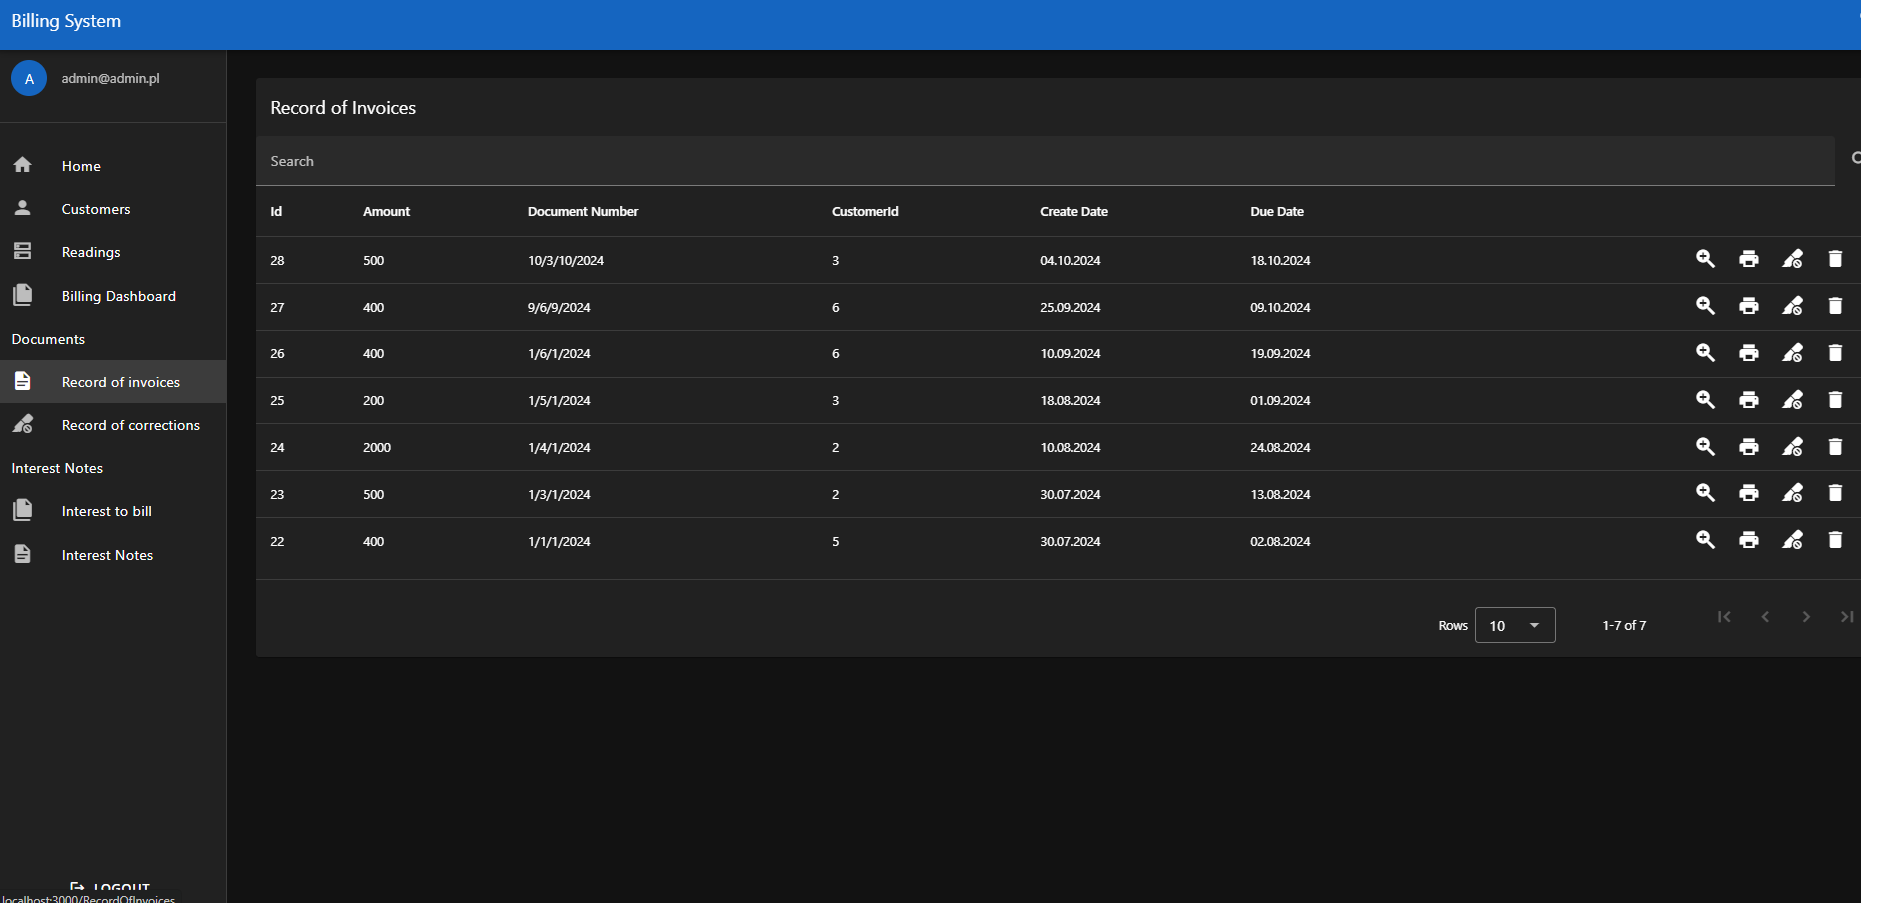 Billing System
A admin@admin.pl
Home
Customers
Readings
Billing Dashboard
Documents
Record of invoices
Record of corrections
Interest Notes
Interest to bill
Interest Notes
LOGOUT
localhost:3000/RecordOfInvoices
Record of Invoices
Search
Id Amount Document Number CustomerId Create Date Due Date
28 500 10/3/10/2024 3 04.10.2024 18.10.2024
27 400 9/6/9/2024 6 25.09.2024 09.10.2024
26 400 1/6/1/2024 6 10.09.2024 19.09.2024
25 200 1/5/1/2024 3 18.08.2024 01.09.2024
24 2000 1/4/1/2024 2 10.08.2024 24.08.2024
23 500 1/3/1/2024 2 30.07.2024 13.08.2024
22 400 1/1/1/2024 5 30.07.2024 02.08.2024
Rows 10 1-7 of 7